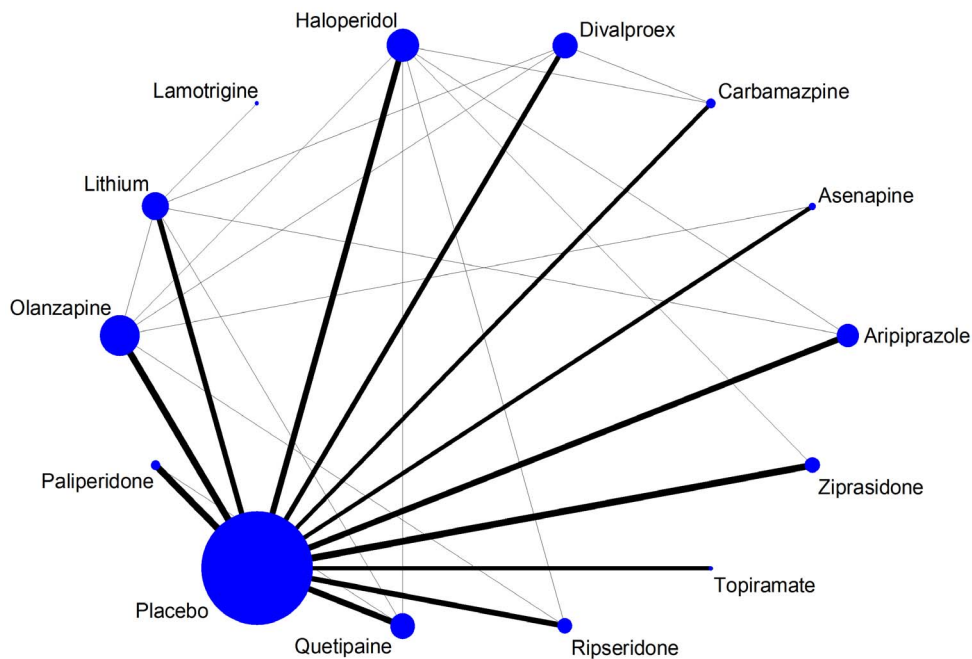 Haloperidol
Divalproex
Lamotrigine
Carbamazpine
Lithium
Asenapine
Olanzapine
Aripiprazole
Paliperidone
Ziprasidone
Placebo
Topiramate
Quetipaine
Ripseridone